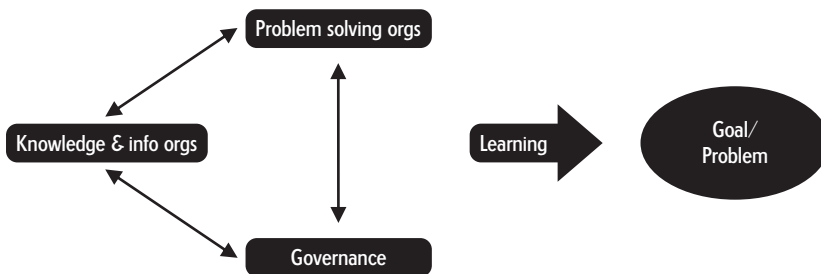 Problem solving orgs
Knowledge & info orgs
Learning
Goal/
Problem
Governance